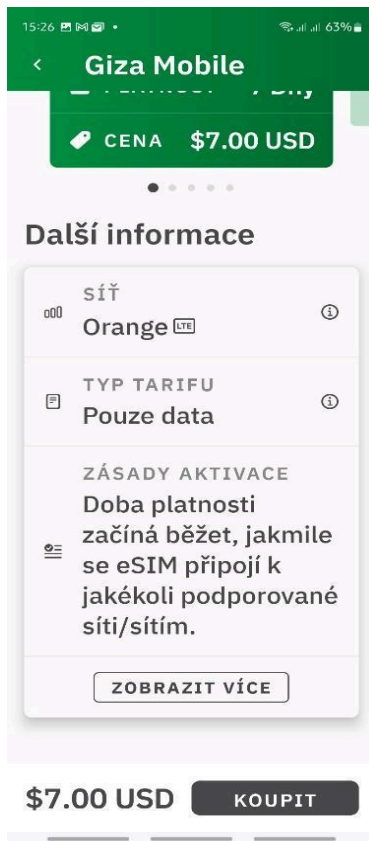 15:26
63%
Giza Mobile
CENA $7.00 USD
Další informace
SÍŤ
Orange LTE
TYP TARIFU
Pouze data
ZÁSADY AKTIVACE
Doba platnosti
začíná běžet, jakmile
se eSIM připojí k
jakékoli podporované
síti/sítím.
ZOBRAZIT VÍCE
$7.00 USD
KOUPIT